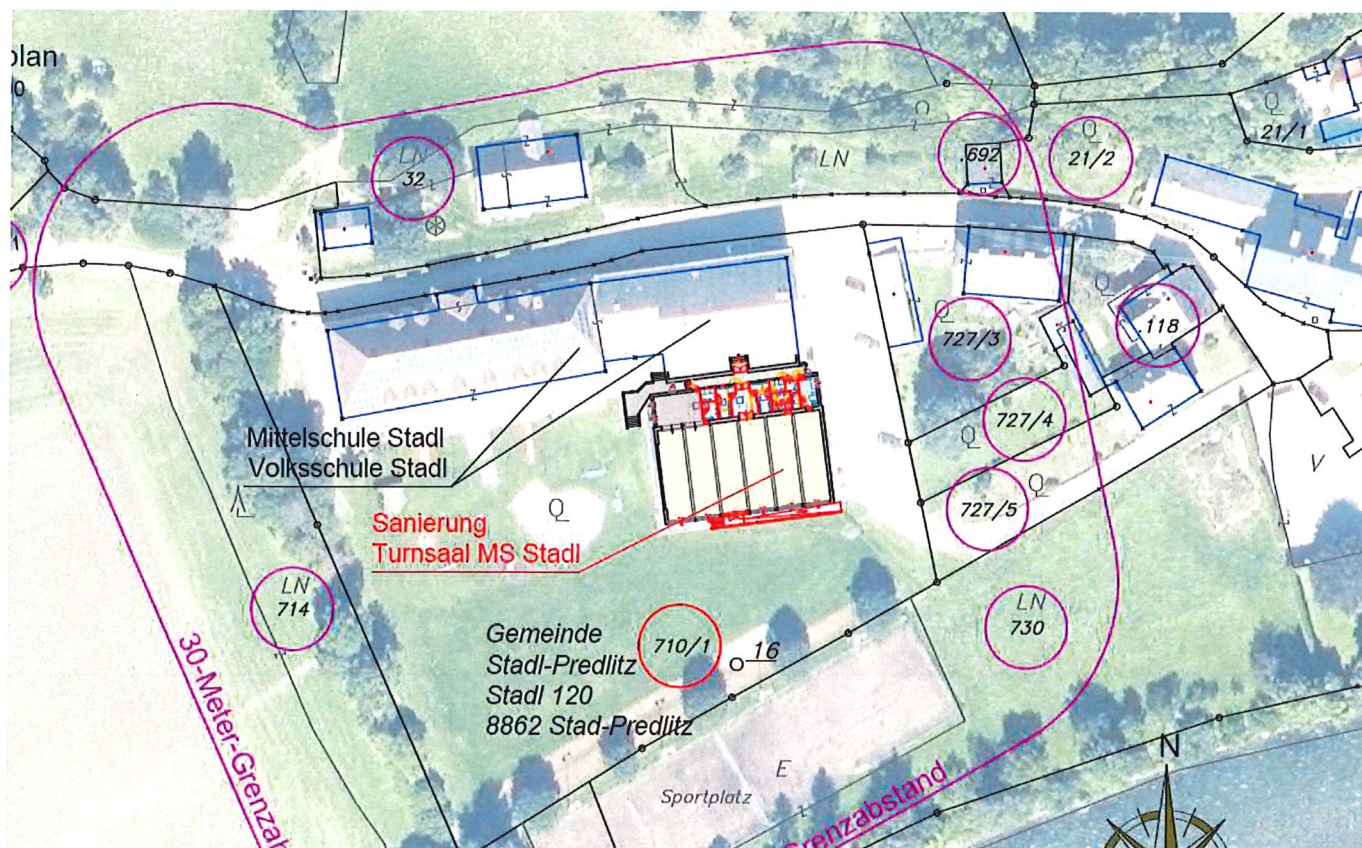 plan
0
LN
32
LN
.692
Q
21/2
Q
21/1
Q
727/3
Q
.118
Q
727/4
Q
727/5
V
Mittelschule Stadl
Volksschule Stadl
Q
Sanierung
Turnsaal MS Stadl
LN
714
LN
730
Gemeinde
Stadl-Predlitz
Stadl 120
8862 Stad-Predlitz
710/1
16
30-Meter-Grenzab
Grenzabstand
E
Sportplatz
N